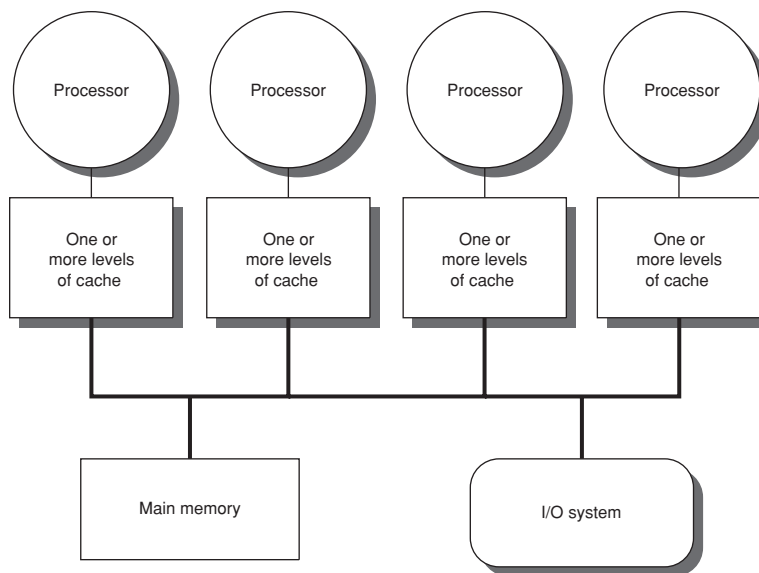 Processor
Processor
Processor
Processor
One or
more levels
of cache
One or
more levels
of cache
One or
more levels
of cache
One or
more levels
of cache
Main memory
I/O system